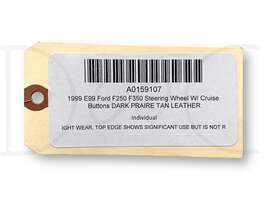 A0159107
1999 E99 Ford F250 F350 Steering Wheel W/ Cruise
Buttons DARK PRAIRE TAN LEATHER
Individual
IGHT WEAR, TOP EDGE SHOWS SIGNIFICANT USE BUT IS NOT R